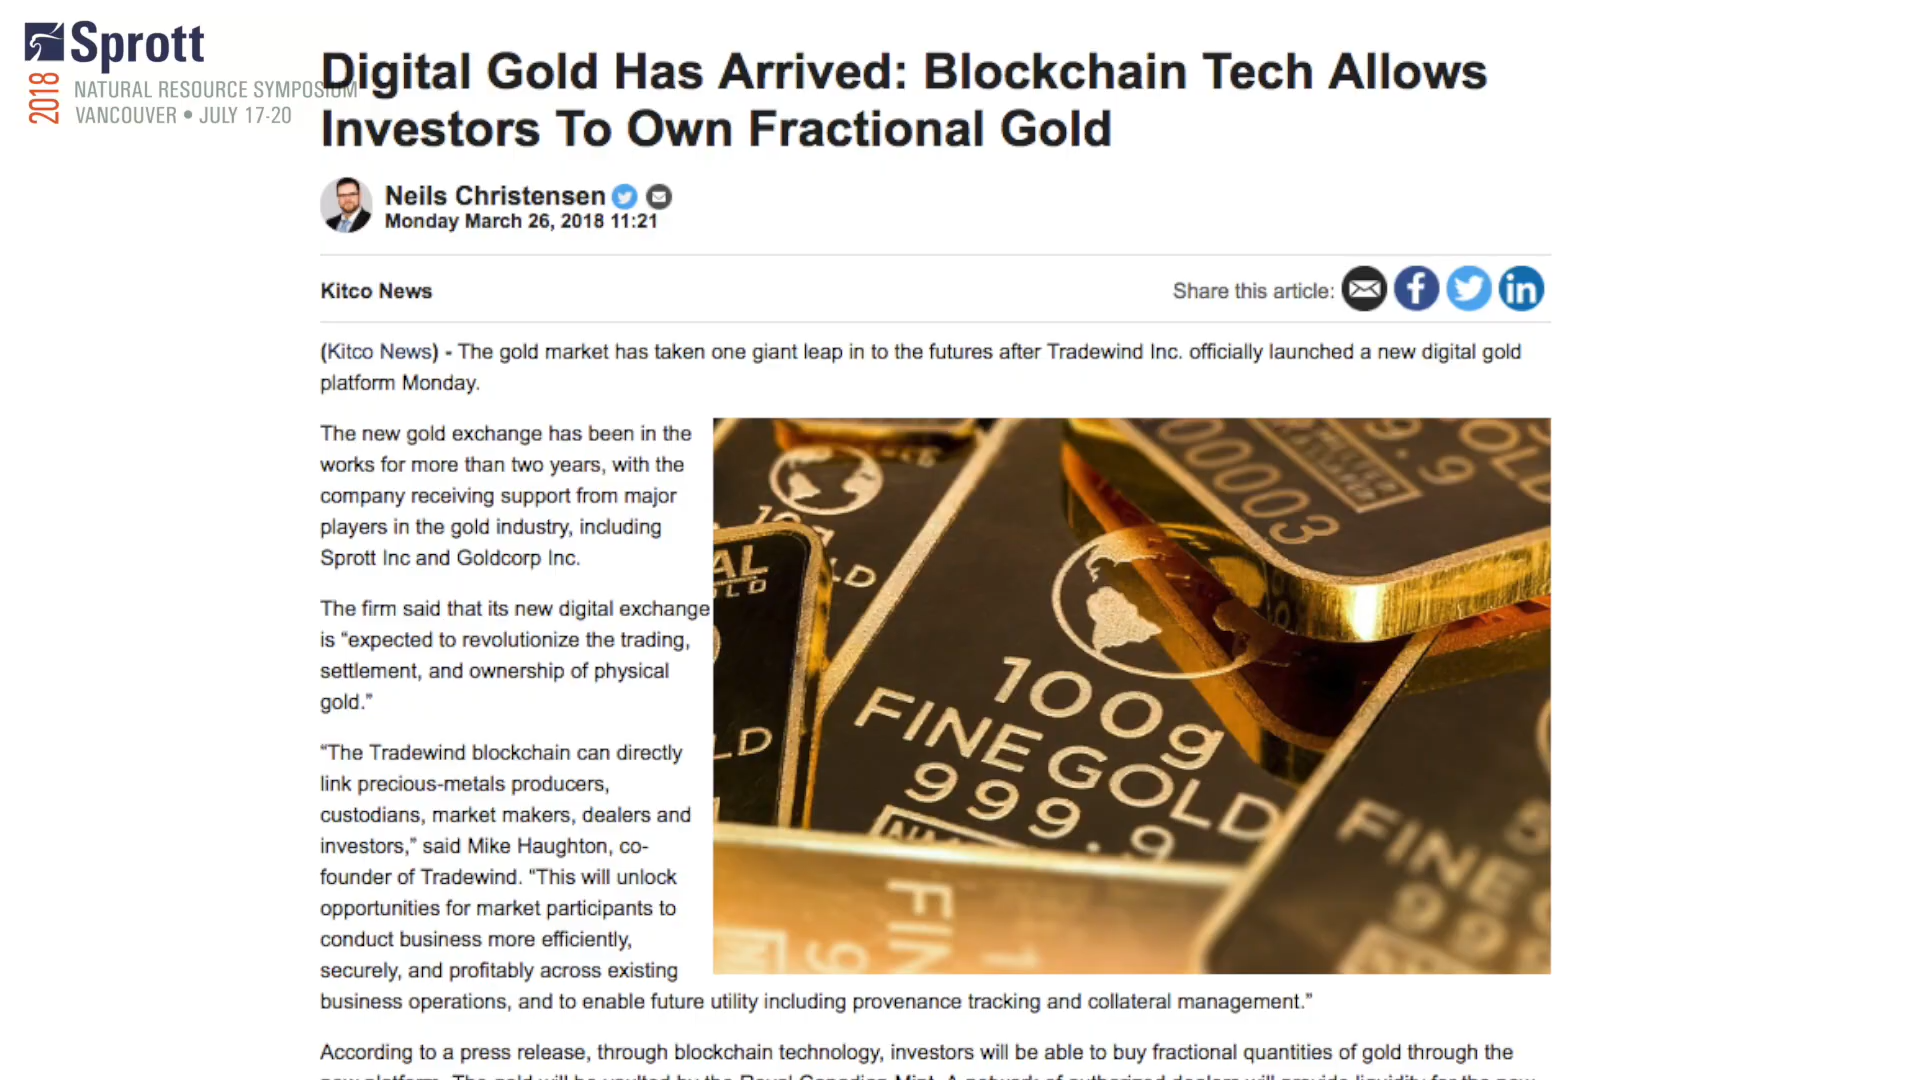 Sprott
2018 NATURAL RESOURCE SYMPOSIUM
VANCOUVER • JULY 17-20
Digital Gold Has Arrived: Blockchain Tech Allows
Investors To Own Fractional Gold
Neils Christensen
Monday March 26, 2018 11:21
Kitco News
Share this article:
(Kitco News) - The gold market has taken one giant leap in to the futures after Tradewind Inc. officially launched a new digital gold
platform Monday.
The new gold exchange has been in the
works for more than two years, with the
company receiving support from major
players in the gold industry, including
Sprott Inc and Goldcorp Inc.
The firm said that its new digital exchange
is “expected to revolutionize the trading,
settlement, and ownership of physical
gold.”
“The Tradewind blockchain can directly
link precious-metals producers,
custodians, market makers, dealers and
investors,” said Mike Haughton, co-
founder of Tradewind. “This will unlock
opportunities for market participants to
conduct business more efficiently,
securely, and profitably across existing
business operations, and to enable future utility including provenance tracking and collateral management.”
100g
FINE GOLD
999.9
00003
9.9
GOLD
FINE
According to a press release, through blockchain technology, investors will be able to buy fractional quantities of gold through the